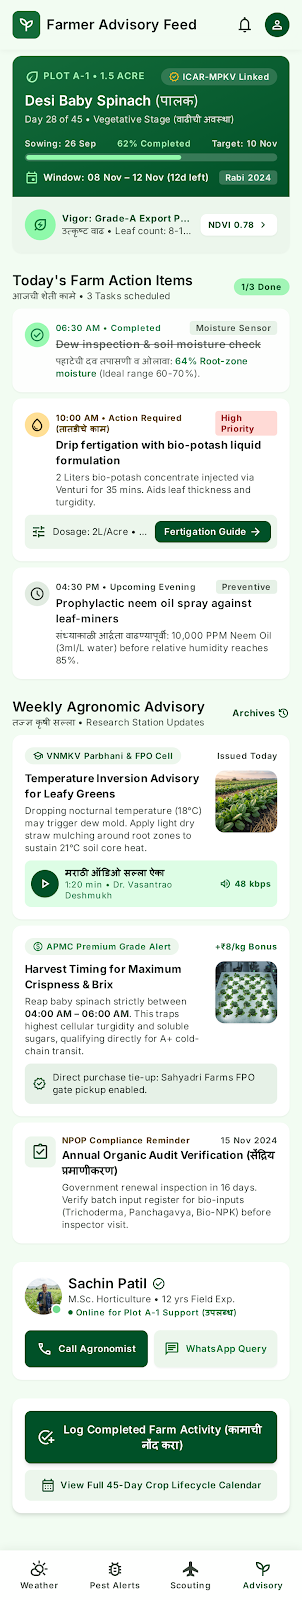 Farmer Advisory Feed
PLOT A-1 • 1.5 ACRE
ICAR-MPKV Linked
Desi Baby Spinach (पालक)
Day 28 of 45 • Vegetative Stage (वाढीची अवस्था)
Sowing: 26 Sep
62% Completed
Target: 10 Nov
Window: 08 Nov – 12 Nov (12d left)
Rabi 2024
Vigor: Grade-A Export P...
उत्कृष्ट वाढ • Leaf count: 8-1...
NDVI 0.78
Today's Farm Action Items
आजची शेती कामे • 3 Tasks scheduled
1/3 Done
06:30 AM • Completed
Moisture Sensor
Dew inspection & soil moisture check
पहाटेची दव तपासणी व ओलावा: 64% Root-zone
moisture (Ideal range 60-70%).
10:00 AM • Action Required
(तातडीचे काम)
High
Priority
Drip fertigation with bio-potash liquid
formulation
2 Liters bio-potash concentrate injected via
Venturi for 35 mins. Aids leaf thickness and
turgidity.
Dosage: 2L/Acre • ...
Fertigation Guide
04:30 PM • Upcoming Evening
Preventive
Prophylactic neem oil spray against
leaf-miners
संध्याकाळी आर्द्रता वाढण्यापूर्वी: 10,000 PPM Neem Oil
(3ml/L water) before relative humidity reaches
85%.
Weekly Agronomic Advisory
तज्ज्ञ कृषी सल्ला • Research Station Updates
Archives
VNMKV Parbhani & FPO Cell
Issued Today
Temperature Inversion Advisory
for Leafy Greens
Dropping nocturnal temperature (18°C)
may trigger dew mold. Apply light dry
straw mulching around root zones to
sustain 21°C soil core heat.
मराठी ऑडिओ सल्ला ऐका
1:20 min • Dr. Vasantrao
Deshmukh
48 kbps
APMC Premium Grade Alert
+₹8/kg Bonus
Harvest Timing for Maximum
Crispness & Brix
Reap baby spinach strictly between
04:00 AM – 06:00 AM. This traps
highest cellular turgidity and soluble
sugars, qualifying directly for A+ cold-
chain transit.
Direct purchase tie-up: Sahyadri Farms FPO
gate pickup enabled.
NPOP Compliance Reminder
15 Nov 2024
Annual Organic Audit Verification (सेंद्रिय
प्रमाणीकरण)
Government renewal inspection in 16 days.
Verify batch input register for bio-inputs
(Trichoderma, Panchagavya, Bio-NPK) before
inspector visit.
Sachin Patil
M.Sc. Horticulture • 12 yrs Field Exp.
Online for Plot A-1 Support (उपलब्ध)
Call Agronomist
WhatsApp Query
Log Completed Farm Activity (कामाची
नोंद करा)
View Full 45-Day Crop Lifecycle Calendar
Weather
Pest Alerts
Scouting
Advisory